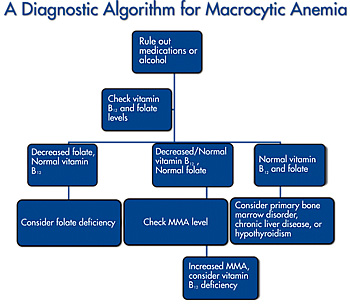 A Diagnostic Algorithm for Macrocytic Anemia
Rule out
medications or
alcohol
Check vitamin
B₁₂ and folate
levels
Decreased folate,
Normal vitamin
B₁₂
Decreased/Normal
vitamin B₁₂,
Normal folate
Normal vitamin
B₁₂ and folate
Consider folate deficiency
Check MMA level
Consider primary bone
marrow disorder,
chronic liver disease, or
hypothyroidism
Increased MMA,
consider vitamin
B₁₂ deficiency